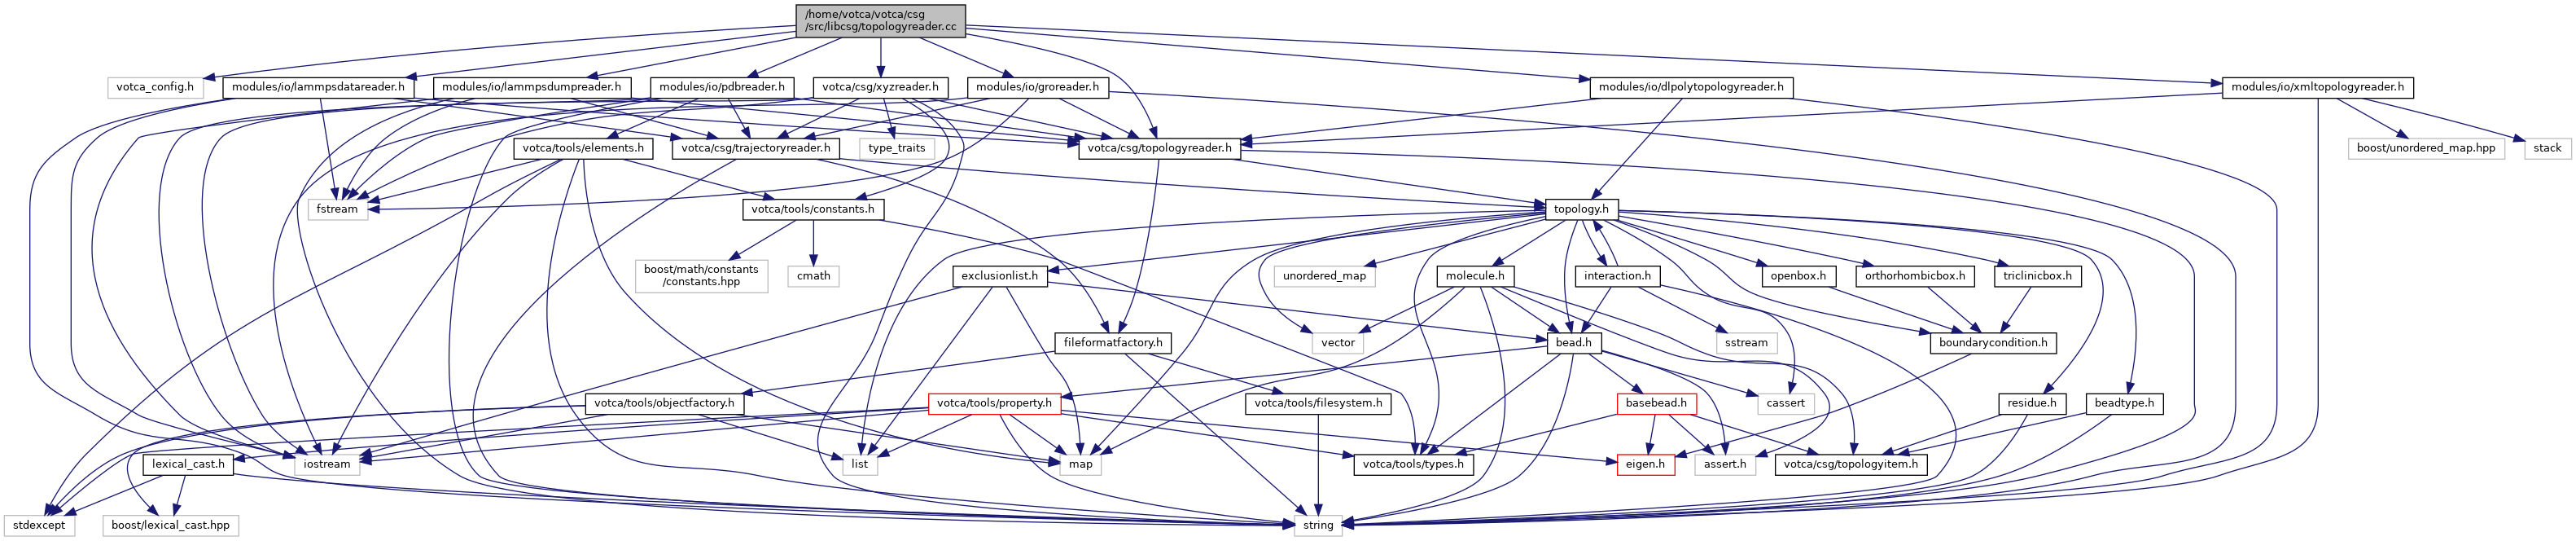 /home/votca/votca/csg
/src/libcsg/topologyreader.cc
votca_config.h
modules/io/lammpsdatareader.h
modules/io/lammpsdumpreader.h
modules/io/pdbreader.h
votca/csg/xyzreader.h
modules/io/groreader.h
modules/io/dlpolytopologyreader.h
modules/io/xmltopologyreader.h
votca/tools/elements.h
votca/csg/trajectoryreader.h
type_traits
votca/csg/topologyreader.h
boost/unordered_map.hpp
stack
fstream
votca/tools/constants.h
topology.h
boost/math/constants
/constants.hpp
cmath
exclusionlist.h
unordered_map
molecule.h
interaction.h
openbox.h
orthorhombicbox.h
triclinicbox.h
fileformatfactory.h
vector
bead.h
sstream
boundarycondition.h
votca/tools/objectfactory.h
votca/tools/property.h
votca/tools/filesystem.h
basebead.h
cassert
residue.h
beadtype.h
lexical_cast.h
iostream
list
map
votca/tools/types.h
eigen.h
assert.h
votca/csg/topologyitem.h
stdexcept
boost/lexical_cast.hpp
string